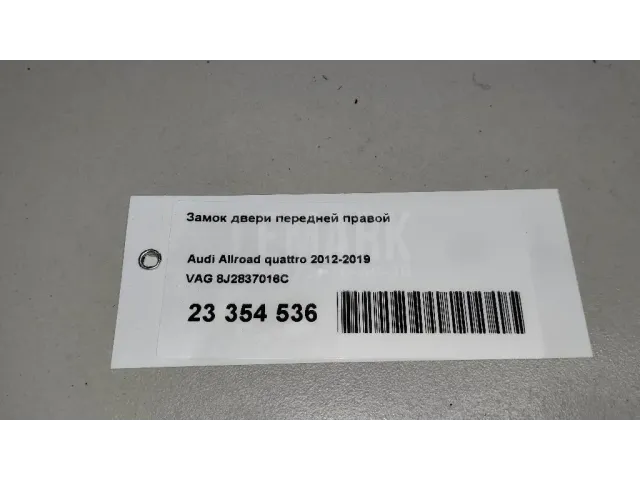 Замок двери передней правой
Audi Allroad quattro 2012-2019
VAG 8J2837016C
23 354 536